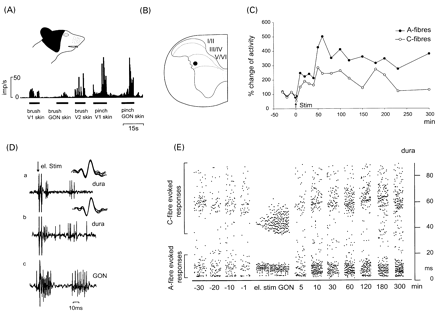 (A)
imp/s
50
0
brush V1 skin
brush GON skin
brush V2 skin
pinch V1 skin
pinch GON skin
15s
(B)
I/II
III/IV
V/VI
(C)
% change of activity
500
400
300
200
100
0
A-fibres
C-fibres
Stim
-50
0
50
100
150
200
250
300
min
(D)
el. Stim
a
dura
b
dura
c
GON
10ms
(E)
dura
C-fibre evoked responses
A-fibre evoked responses
80
60
40
ms
20
0
-30
-20
-10
-1
el. stim GON
5
10
30
60
120
180
300
min